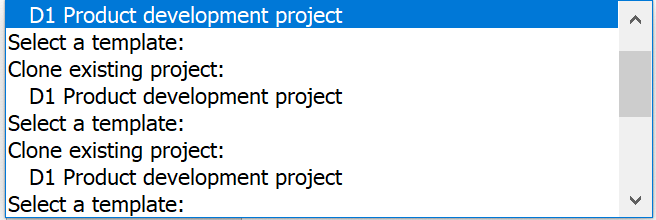 D1 Product development project
Select a template:
Clone existing project:
D1 Product development project
Select a template:
Clone existing project:
D1 Product development project
Select a template: